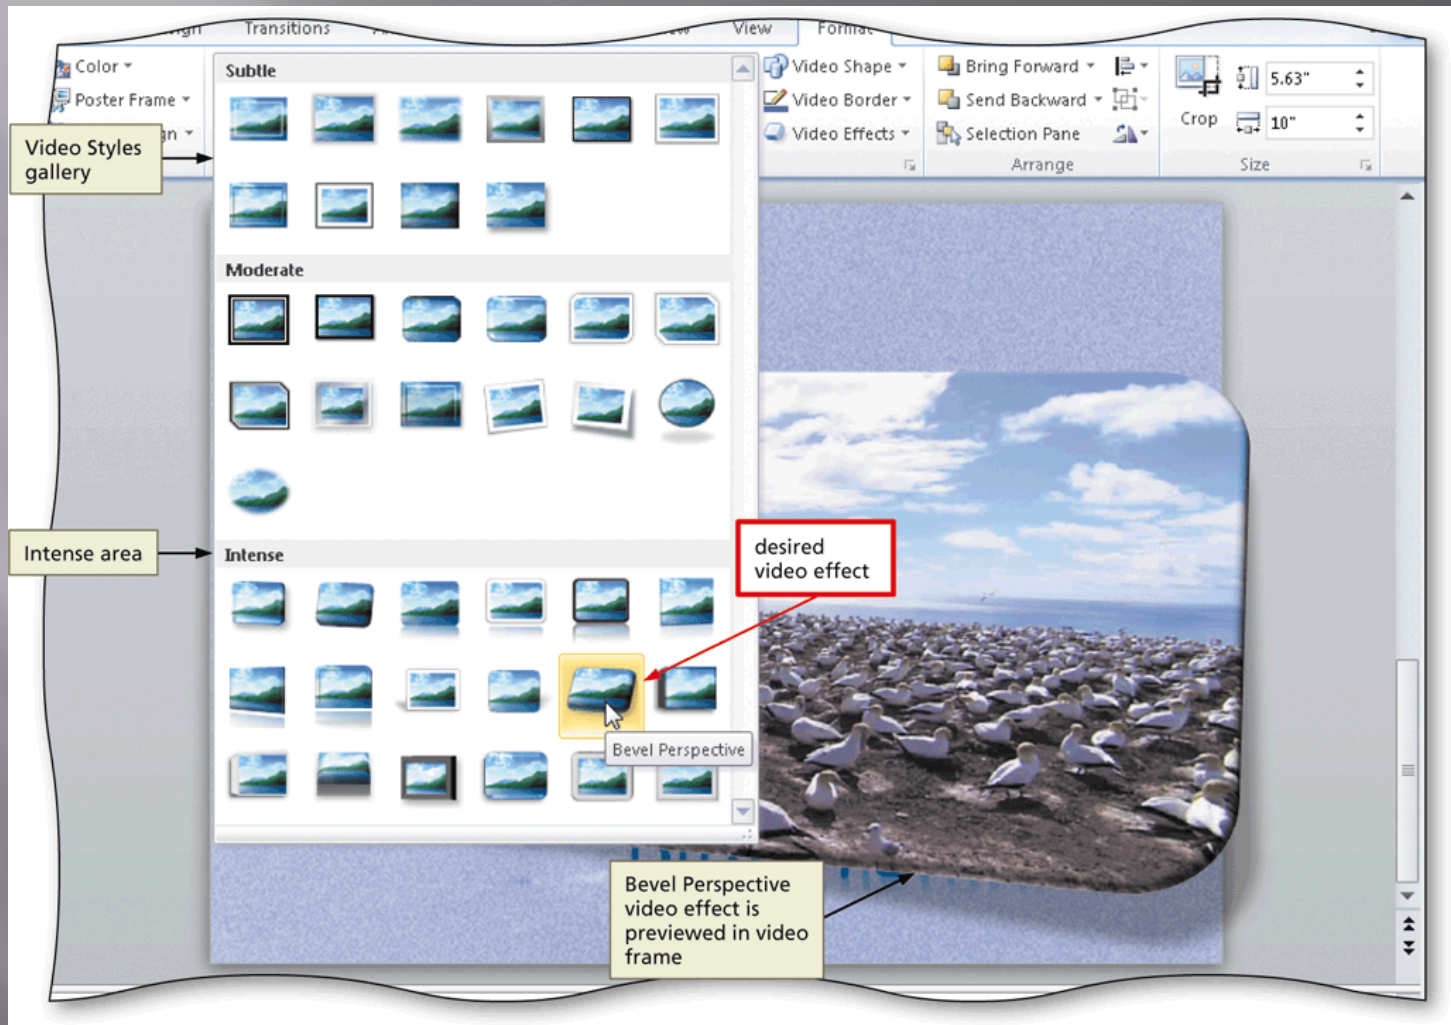 Transitions
View
Format
Color
Poster Frame
Video Shape
Video Border
Video Effects
Bring Forward
Send Backward
Selection Pane
Arrange
Crop
5.63"
10"
Size
Video Styles
gallery
Subtle
Moderate
Intense area
Intense
desired
video effect
Bevel Perspective
Bevel Perspective
video effect is
previewed in video
frame